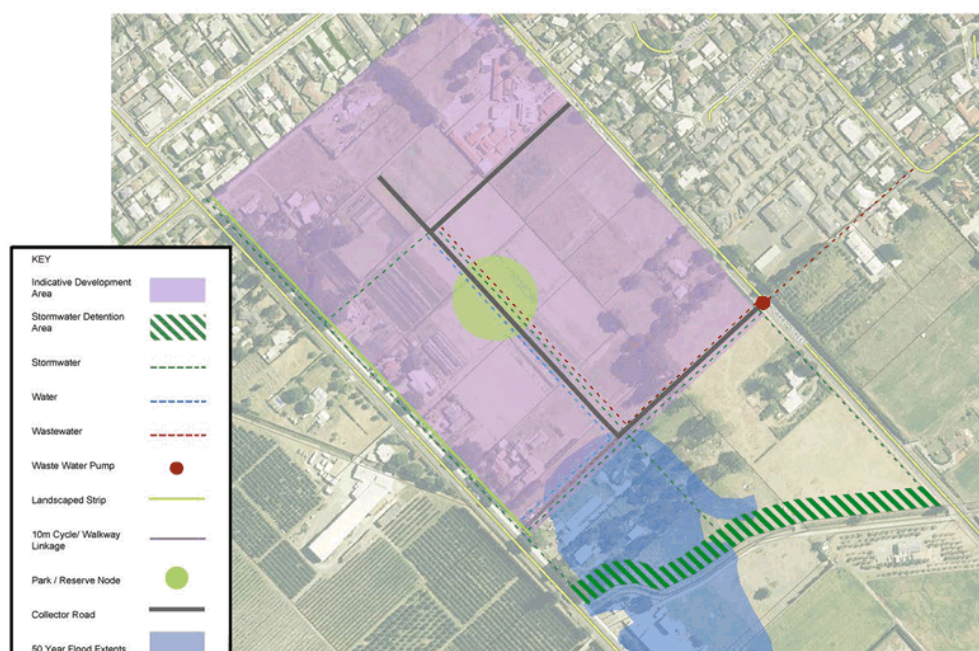 KEY
Indicative Development
Area
Stormwater Detention
Area
Stormwater
Water
Wastewater
Waste Water Pump
Landscaped Strip
10m Cycle/ Walkway
Linkage
Park / Reserve Node
Collector Road
50 Year Flood Extents